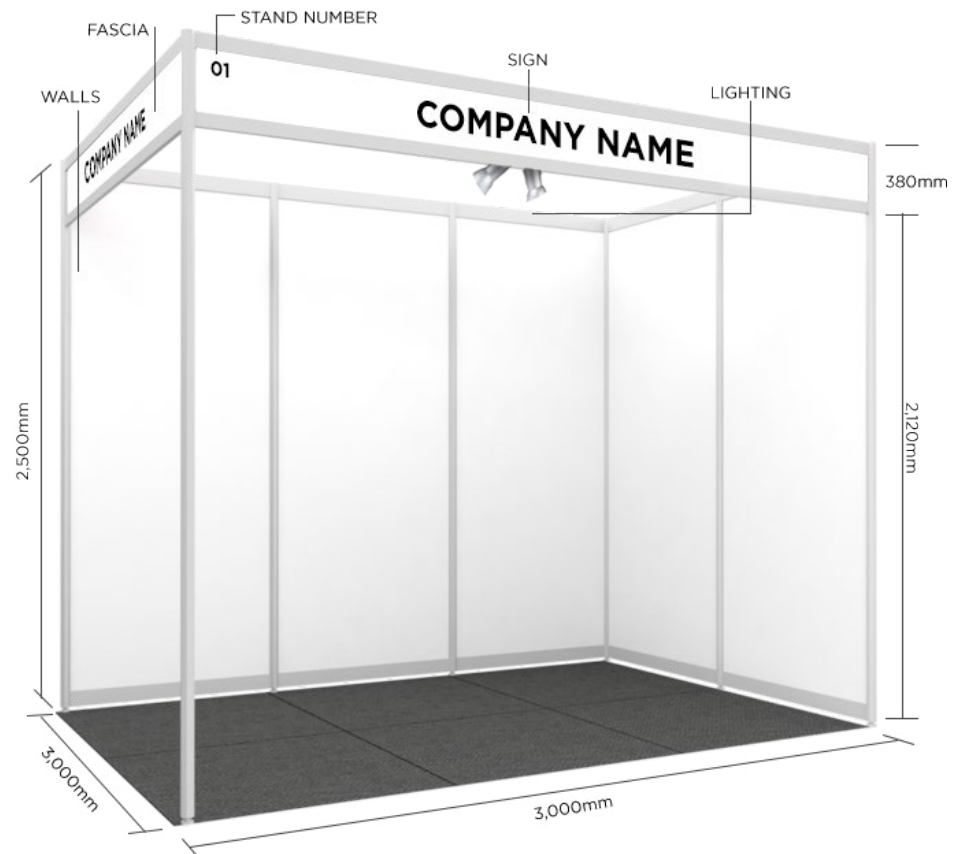 STAND NUMBER
FASCIA
01
SIGN
LIGHTING
WALLS
COMPANY NAME
COMPANY NAME
380mm
2,500mm
2,120mm
3,000mm
3,000mm